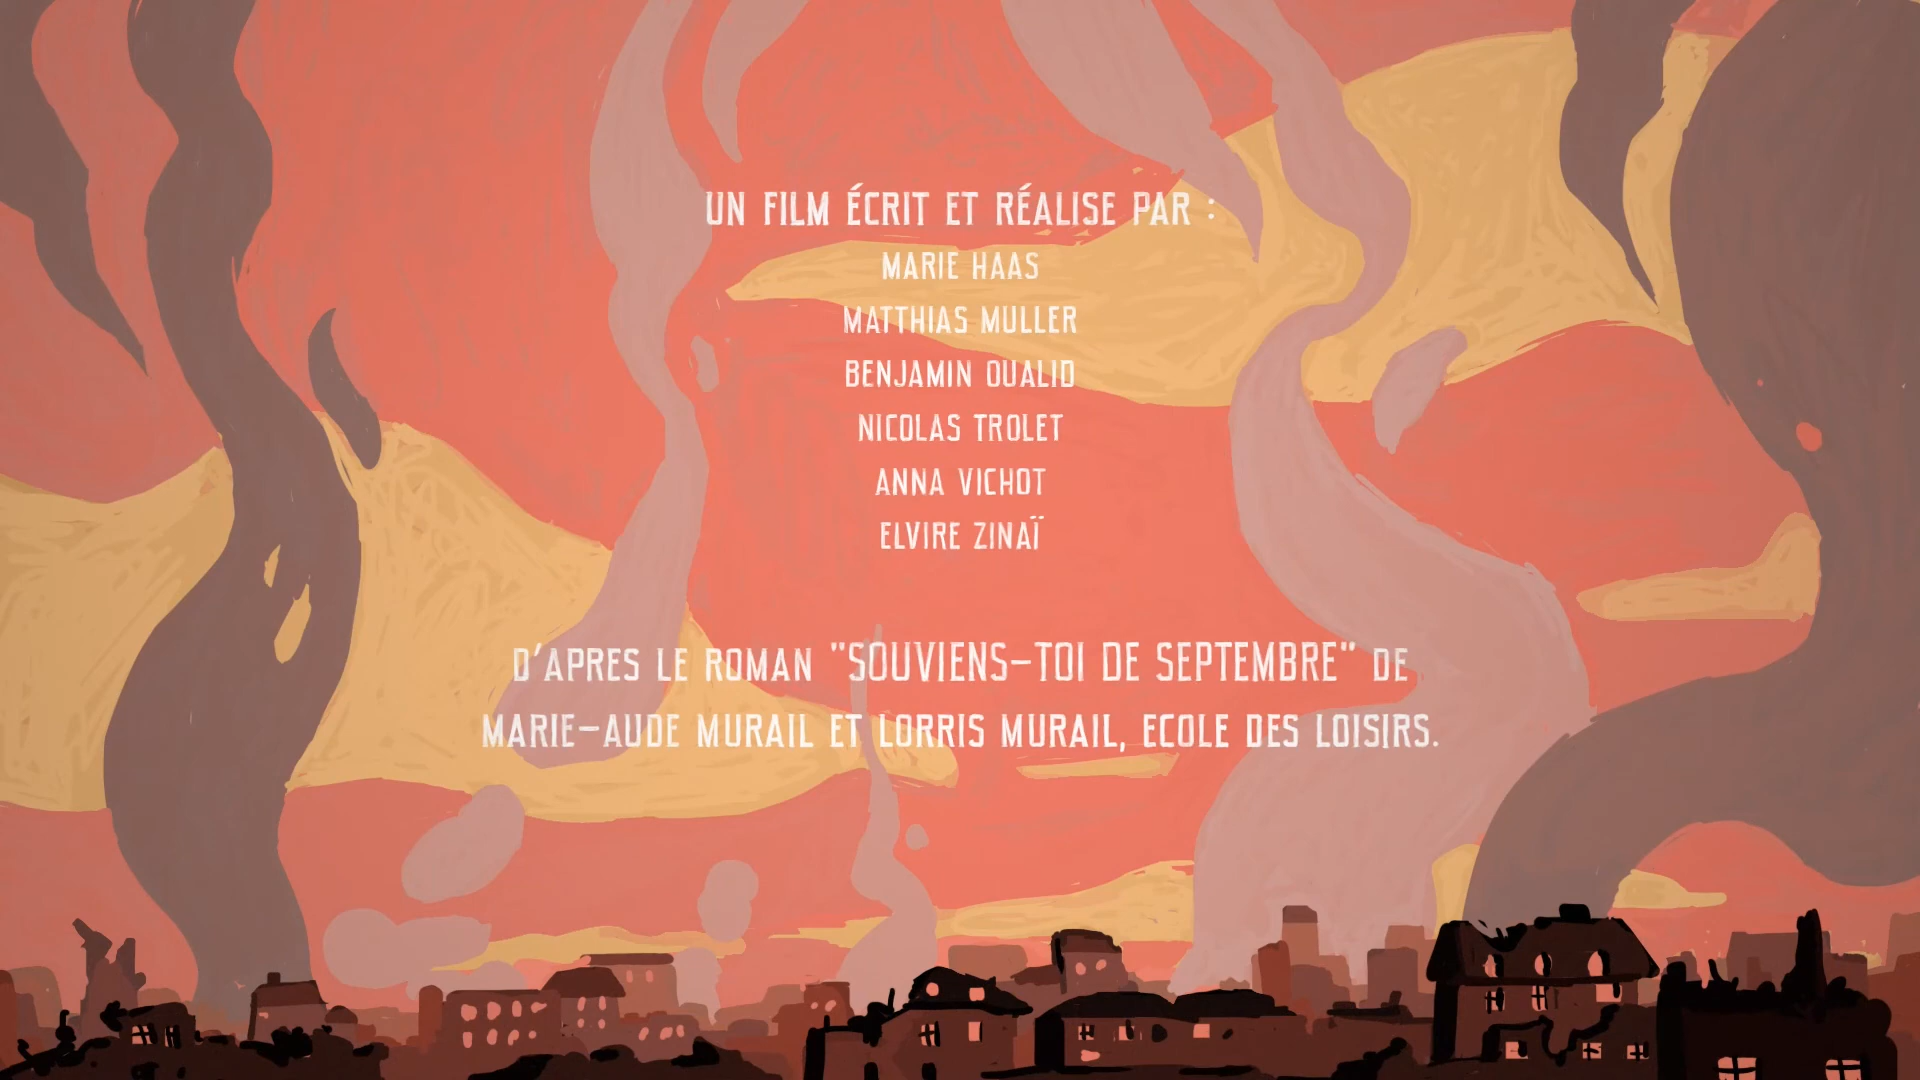 UN FILM ÉCRIT ET RÉALISE PAR :
MARIE HAAS
MATTHIAS MULLER
BENJAMIN OUALID
NICOLAS TROLET
ANNA VICHOT
ELVIRE ZINAÏ
D'APRES LE ROMAN "SOUVIENS-TOI DE SEPTEMBRE" DE
MARIE-AUDE MURAIL ET LORRIS MURAIL, ECOLE DES LOISIRS.